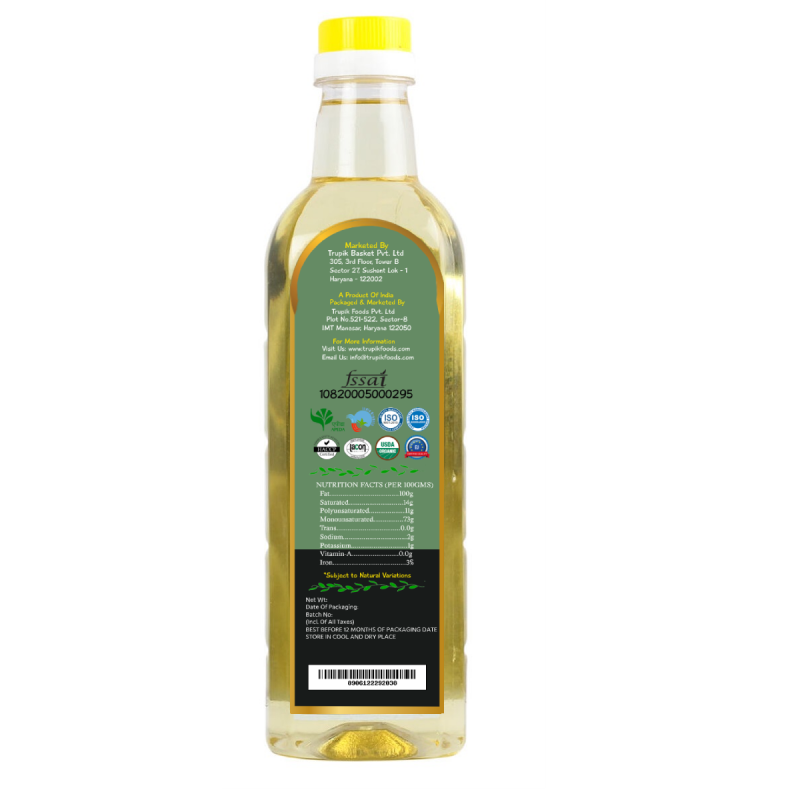 Marketed By
Trupik Basket Pvt. Ltd
305, 3rd Floor, Tower B
Sector 27, Sushant Lok - 1
Haryana - 122002
A Product Of India
Packaged & Marketed By
Trupik Foods Pvt. Ltd
Plot No.521-522, Sector-8
IMT Manesar, Haryana 122050
For More Information
Visit Us: www.trupikfoods.com
Email Us: info@trupikfoods.com
fssai
10820005000295
ISO
ISO
HACCP
USDA
ORGANIC
NUTRITION FACTS (PER 100GMS)
Fat...............................100g
Saturated.........................14g
Polyunsaturated................11g
Monounsaturated..............73g
Trans.............................0.0g
Sodium............................2g
Potassium.........................1g
Vitamin-A.....................0.0g
Iron...............................3%
*Subject to Natural Variations
Net Wt:
Date Of Packaging:
Batch No:
(Incl. Of All Taxes)
BEST BEFORE 12 MONTHS OF PACKAGING DATE
STORE IN COOL AND DRY PLACE
0906122292030